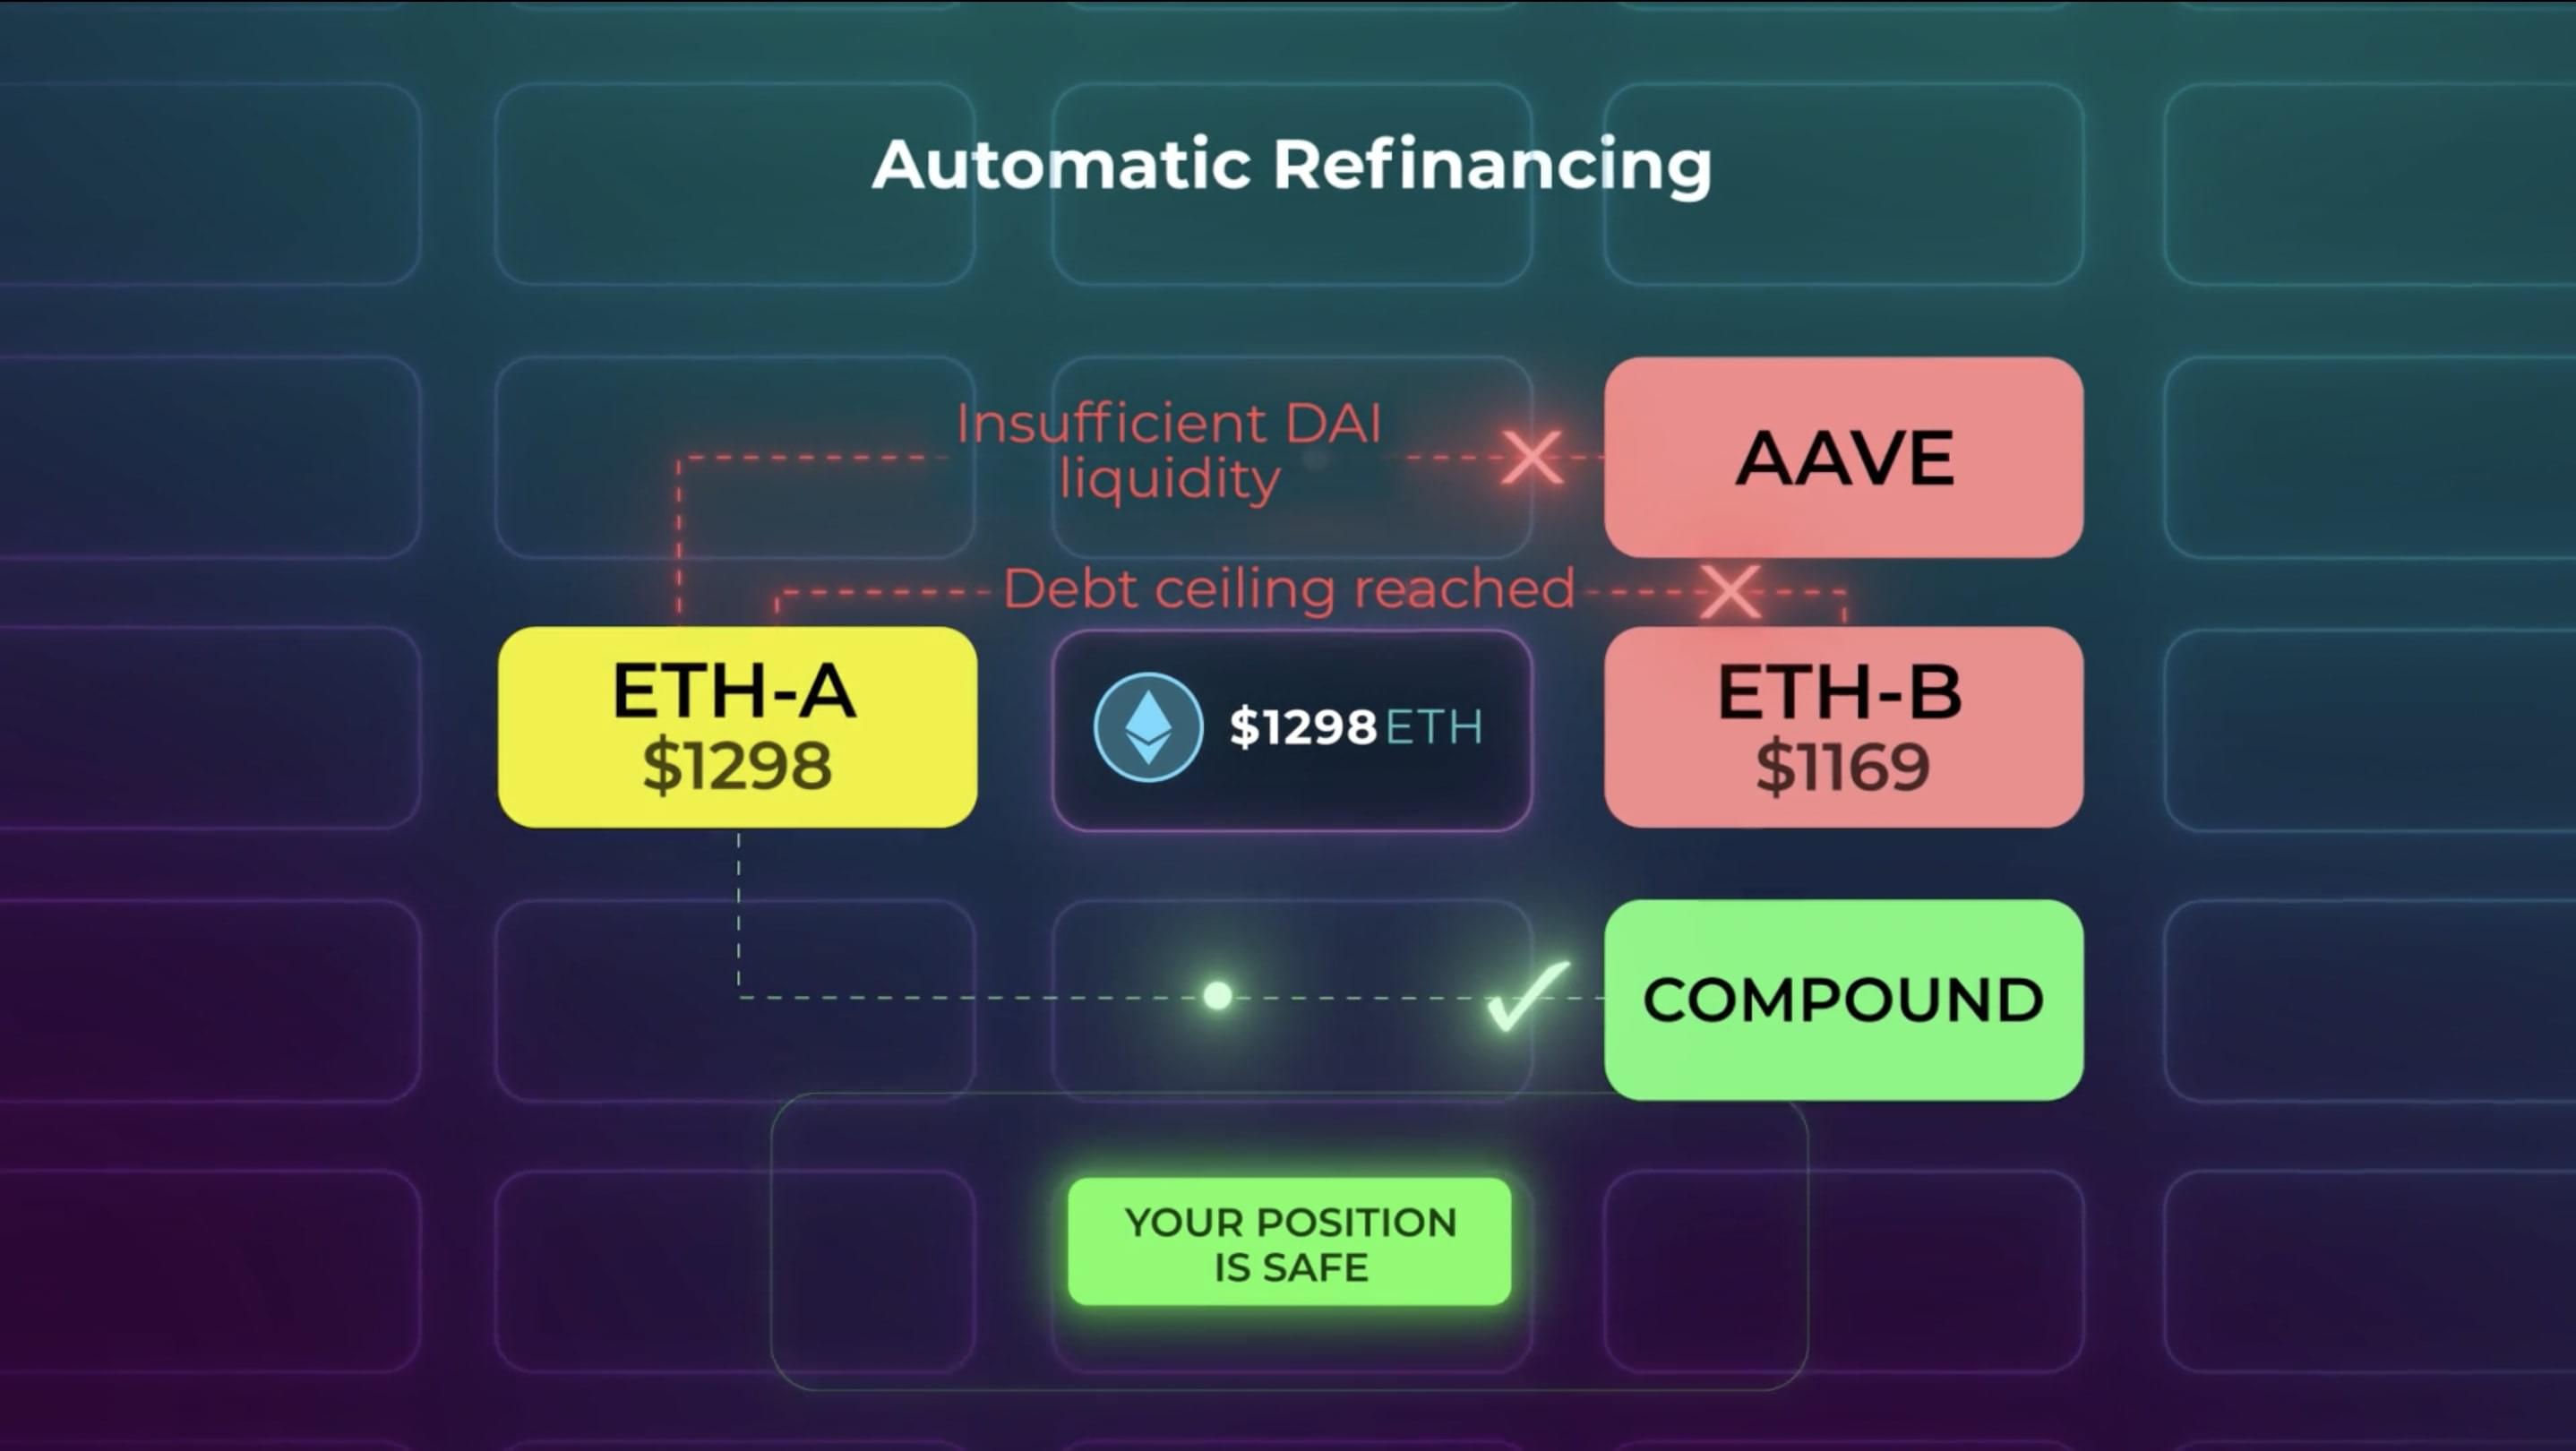 Automatic Refinancing
Insufficient DAI
liquidity
AAVE
Debt ceiling reached
ETH-A
$1298
$1298 ETH
ETH-B
$1169
COMPOUND
YOUR POSITION
IS SAFE